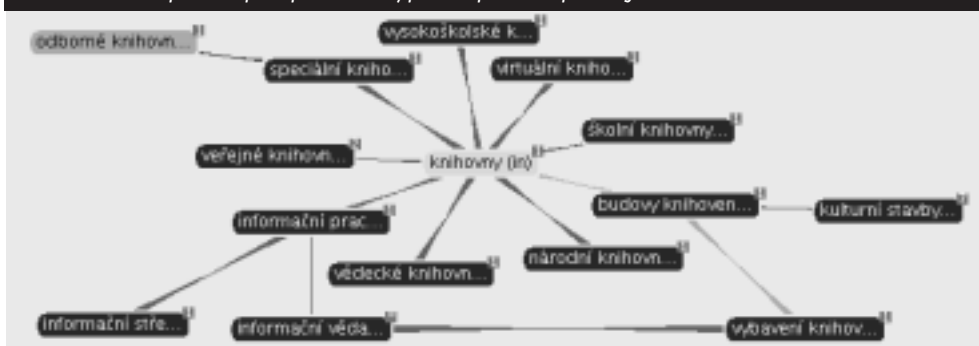 vysokoškolské k...
odborné knihovn...
speciální kniho...
virtuální kniho...
školní knihovny...
veřejné knihovn...
knihovny (in)
budovy knihoven...
kulturní stavby...
informační prac...
národní knihovn...
vědecké knihovn...
informační stře...
informační věda...
vybavení knihov...